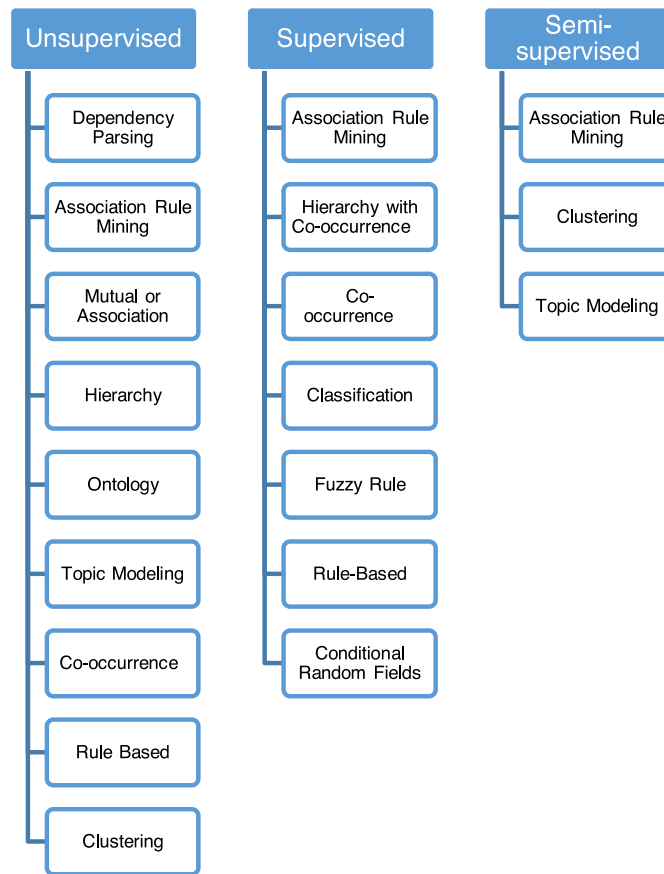 Unsupervised
Dependency
Parsing
Association Rule
Mining
Mutual or
Association
Hierarchy
Ontology
Topic Modeling
Co-occurrence
Rule Based
Clustering
Supervised
Association Rule
Mining
Hierarchy with
Co-occurrence
Co-
occurrence
Classification
Fuzzy Rule
Rule-Based
Conditional
Random Fields
Semi-
supervised
Association Rule
Mining
Clustering
Topic Modeling